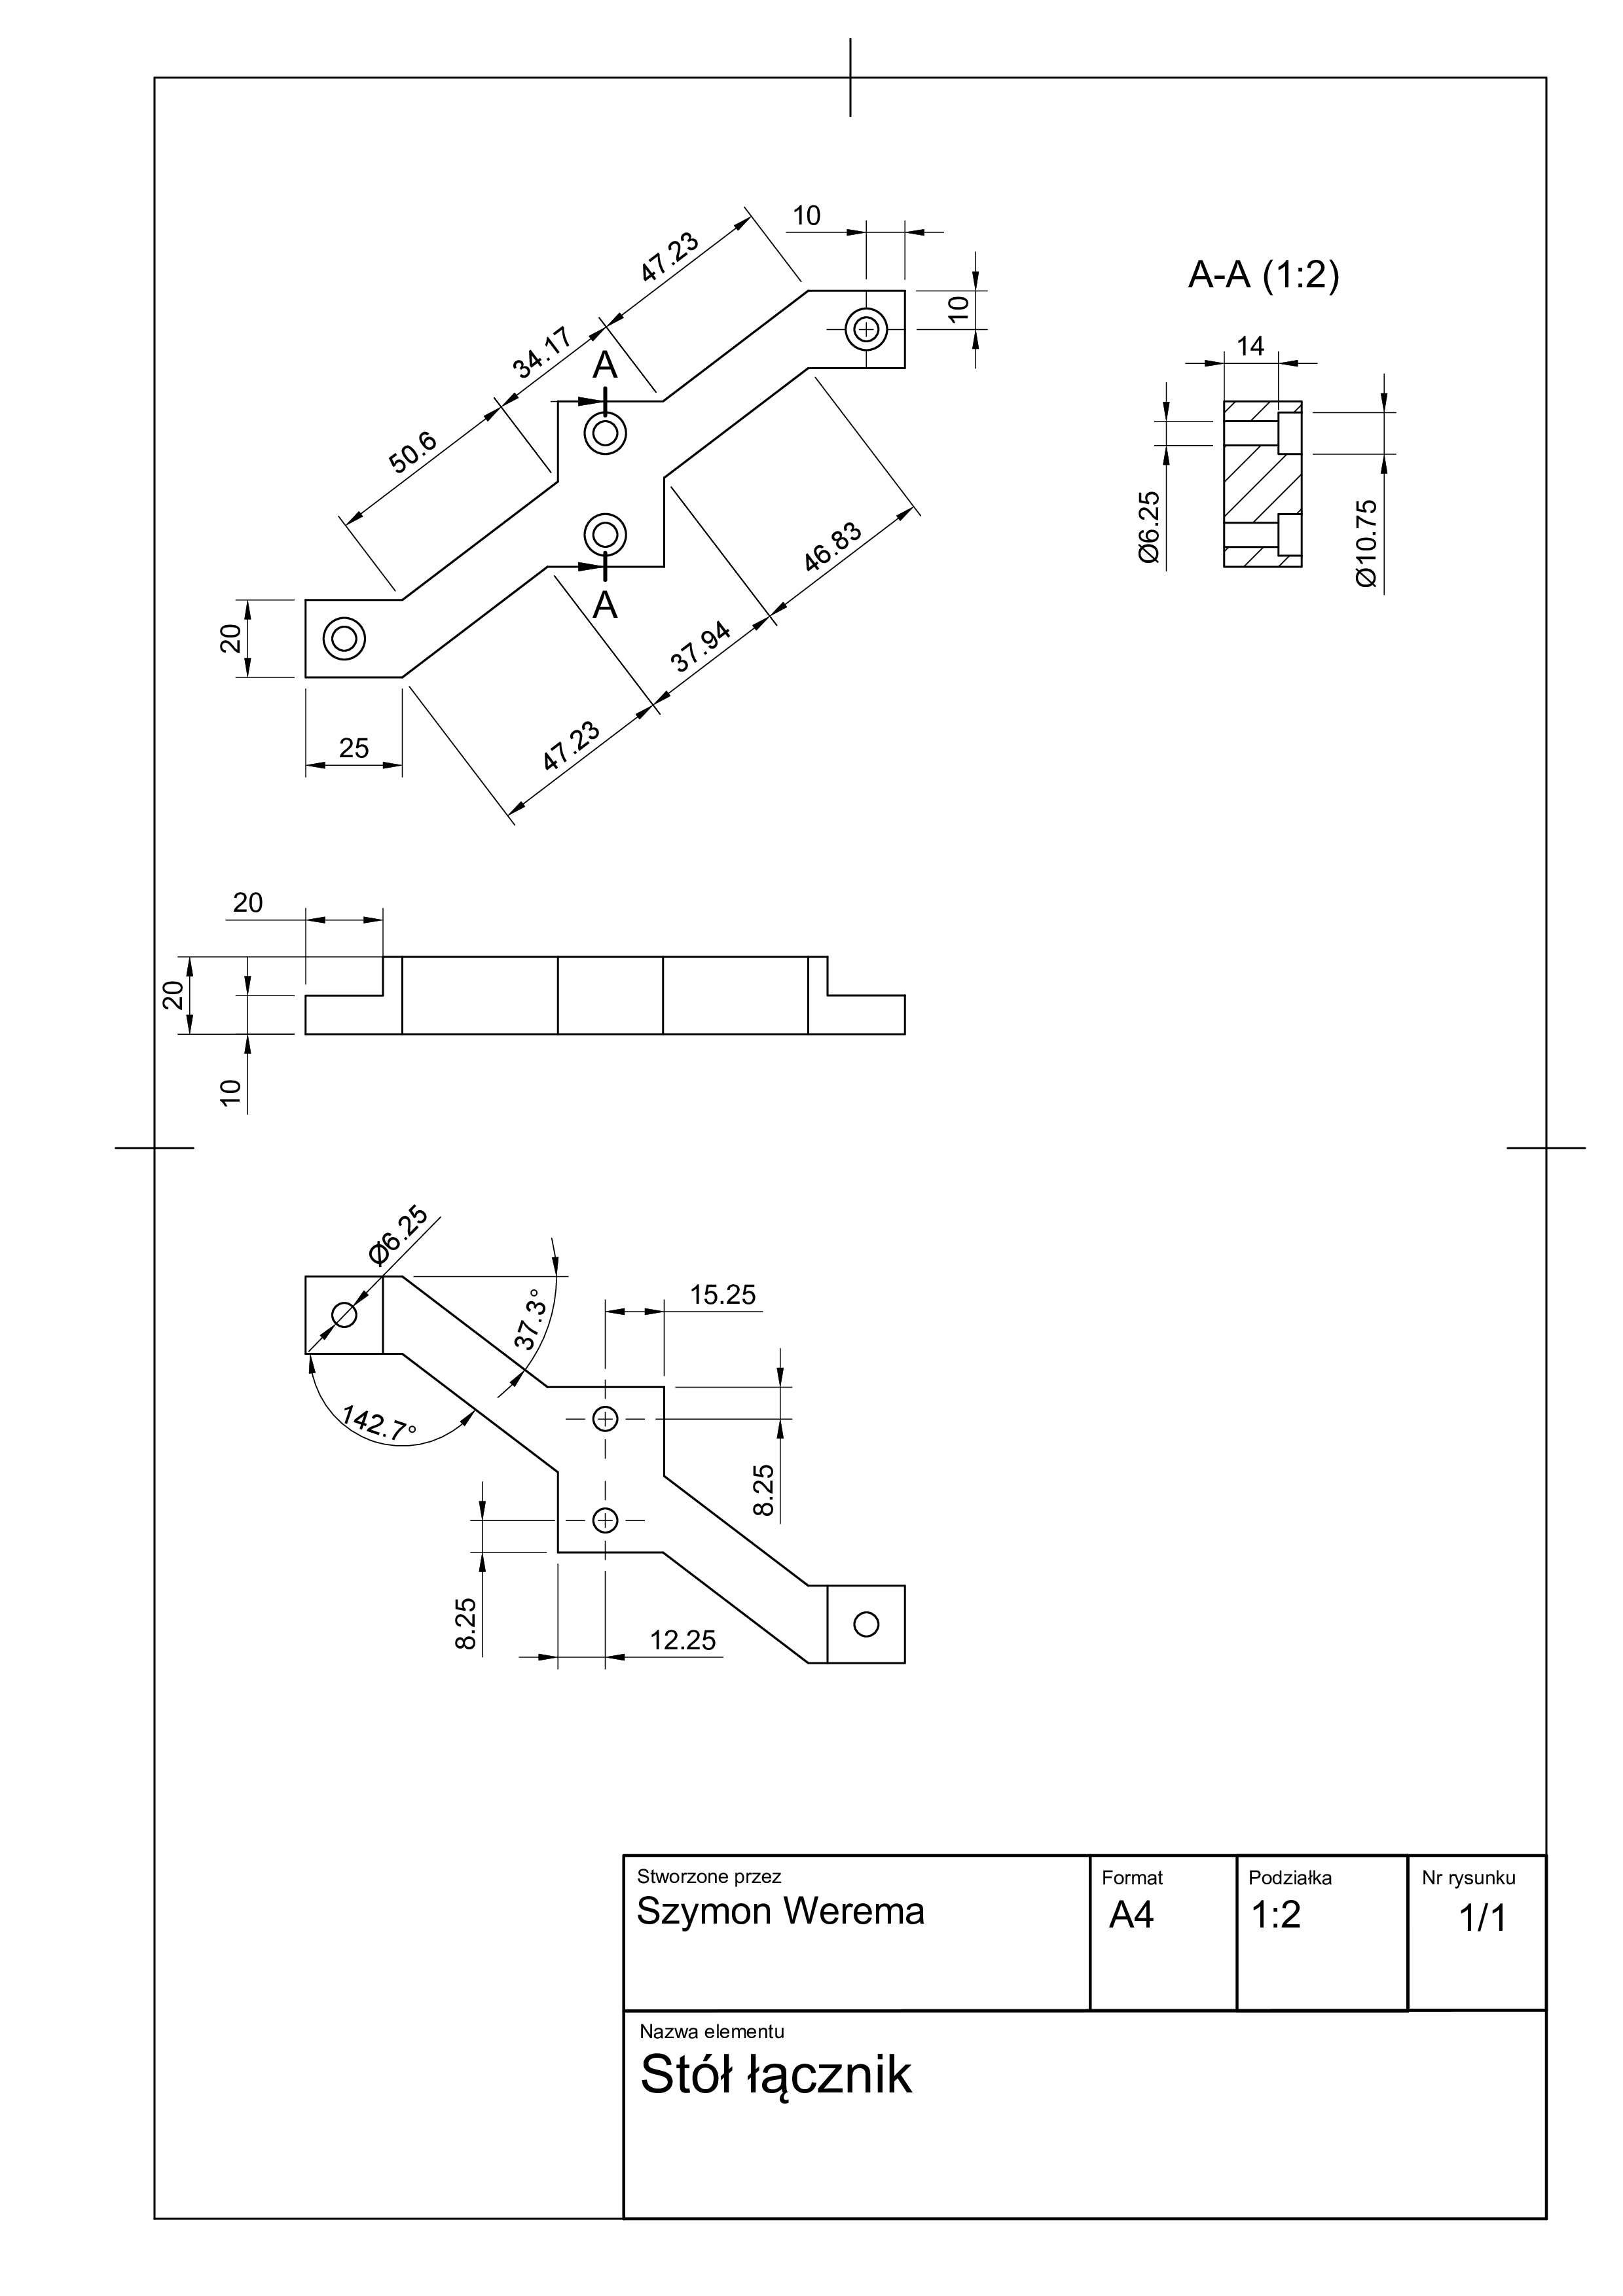 10
47.23
10
A-A (1:2)
34.17
A
14
50.6
Ø6.25
Ø10.75
46.83
A
20
37.94
25
47.23
20
20
10
Ø6.25
37.3°
15.25
142.7°
8.25
8.25
12.25
Stworzone przez
Szymon Werema
Format
A4
Podziałka
1:2
Nr rysunku
1/1
Nazwa elementu
Stół łącznik